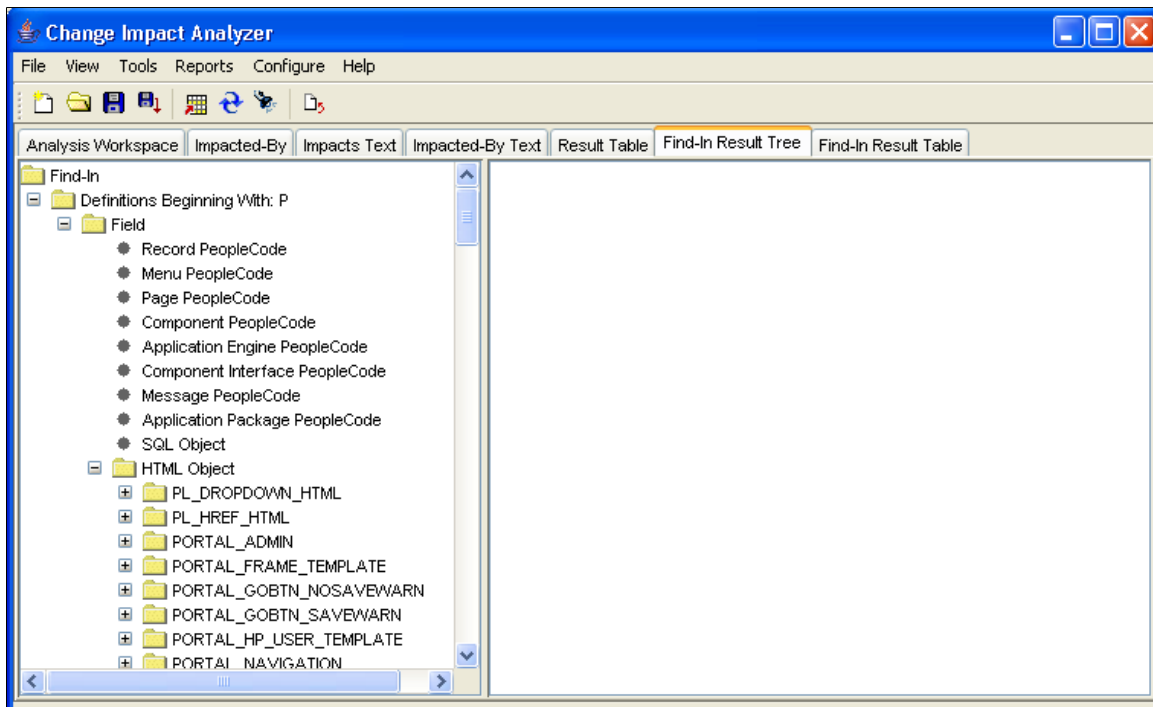 Change Impact Analyzer
File View Tools Reports Configure Help
Analysis Workspace Impacted-By Impacts Text Impacted-By Text Result Table Find-In Result Tree Find-In Result Table
Find-In
Definitions Beginning With: P
Field
Record PeopleCode
Menu PeopleCode
Page PeopleCode
Component PeopleCode
Application Engine PeopleCode
Component Interface PeopleCode
Message PeopleCode
Application Package PeopleCode
SQL Object
HTML Object
PL_DROPDOWN_HTML
PL_HREF_HTML
PORTAL_ADMIN
PORTAL_FRAME_TEMPLATE
PORTAL_GOBTN_NOSAVEWARN
PORTAL_GOBTN_SAVEWARN
PORTAL_HP_USER_TEMPLATE
PORTAL_NAVIGATION